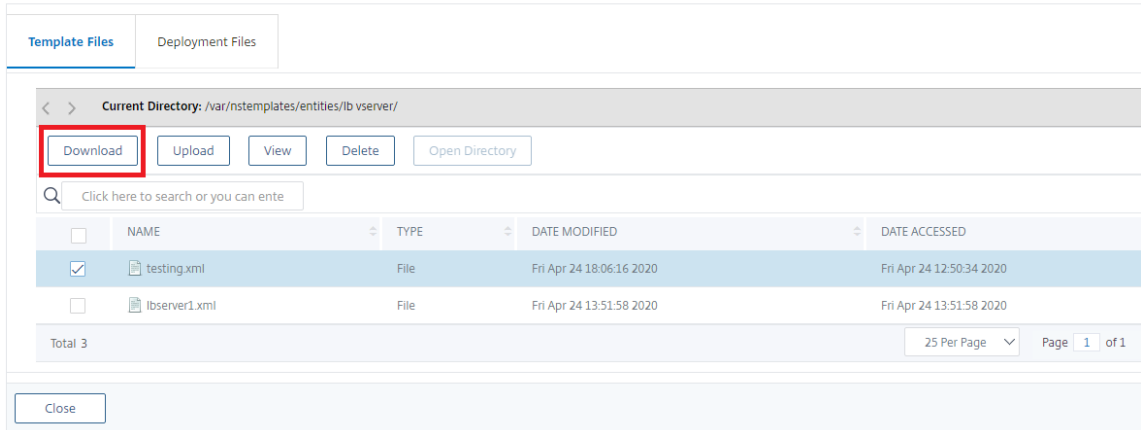 Template Files Deployment Files
Current Directory: /var/nstemplates/entities/lb vserver/
Download Upload View Delete Open Directory
Click here to search or you can ente
NAME TYPE DATE MODIFIED DATE ACCESSED
testing.xml File Fri Apr 24 18:06:16 2020 Fri Apr 24 12:50:34 2020
lbserver1.xml File Fri Apr 24 13:51:58 2020 Fri Apr 24 13:51:58 2020
Total 3 25 Per Page Page 1 of 1
Close